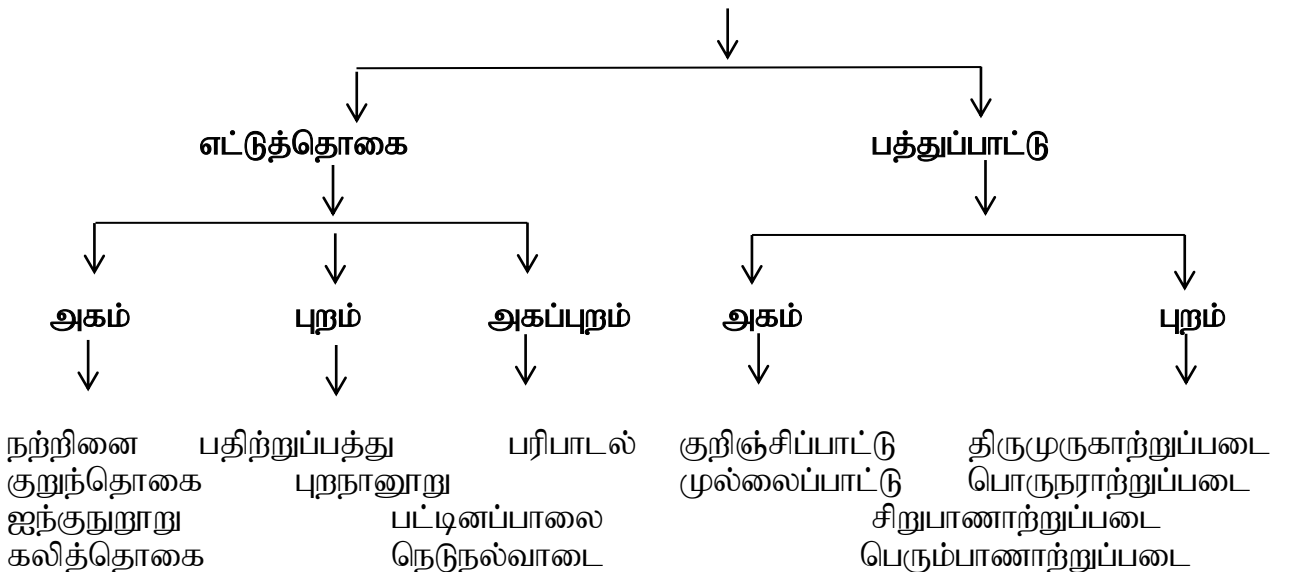 எட்டுத்தொகை பத்துப்பாட்டு
அகம் புறம் அகப்புறம் அகம் புறம்
நற்றினை பதிற்றுப்பத்து பரிபாடல் குறிஞ்சிப்பாட்டு திருமுருகாற்றுப்படை
குறுந்தொகை புறநானூறு முல்லைப்பாட்டு பொருநராற்றுப்படை
ஐந்குநுறூறு பட்டினப்பாலை சிறுபாணாற்றுப்படை
கலித்தொகை நெடுநல்வாடை பெரும்பாணாற்றுப்படை